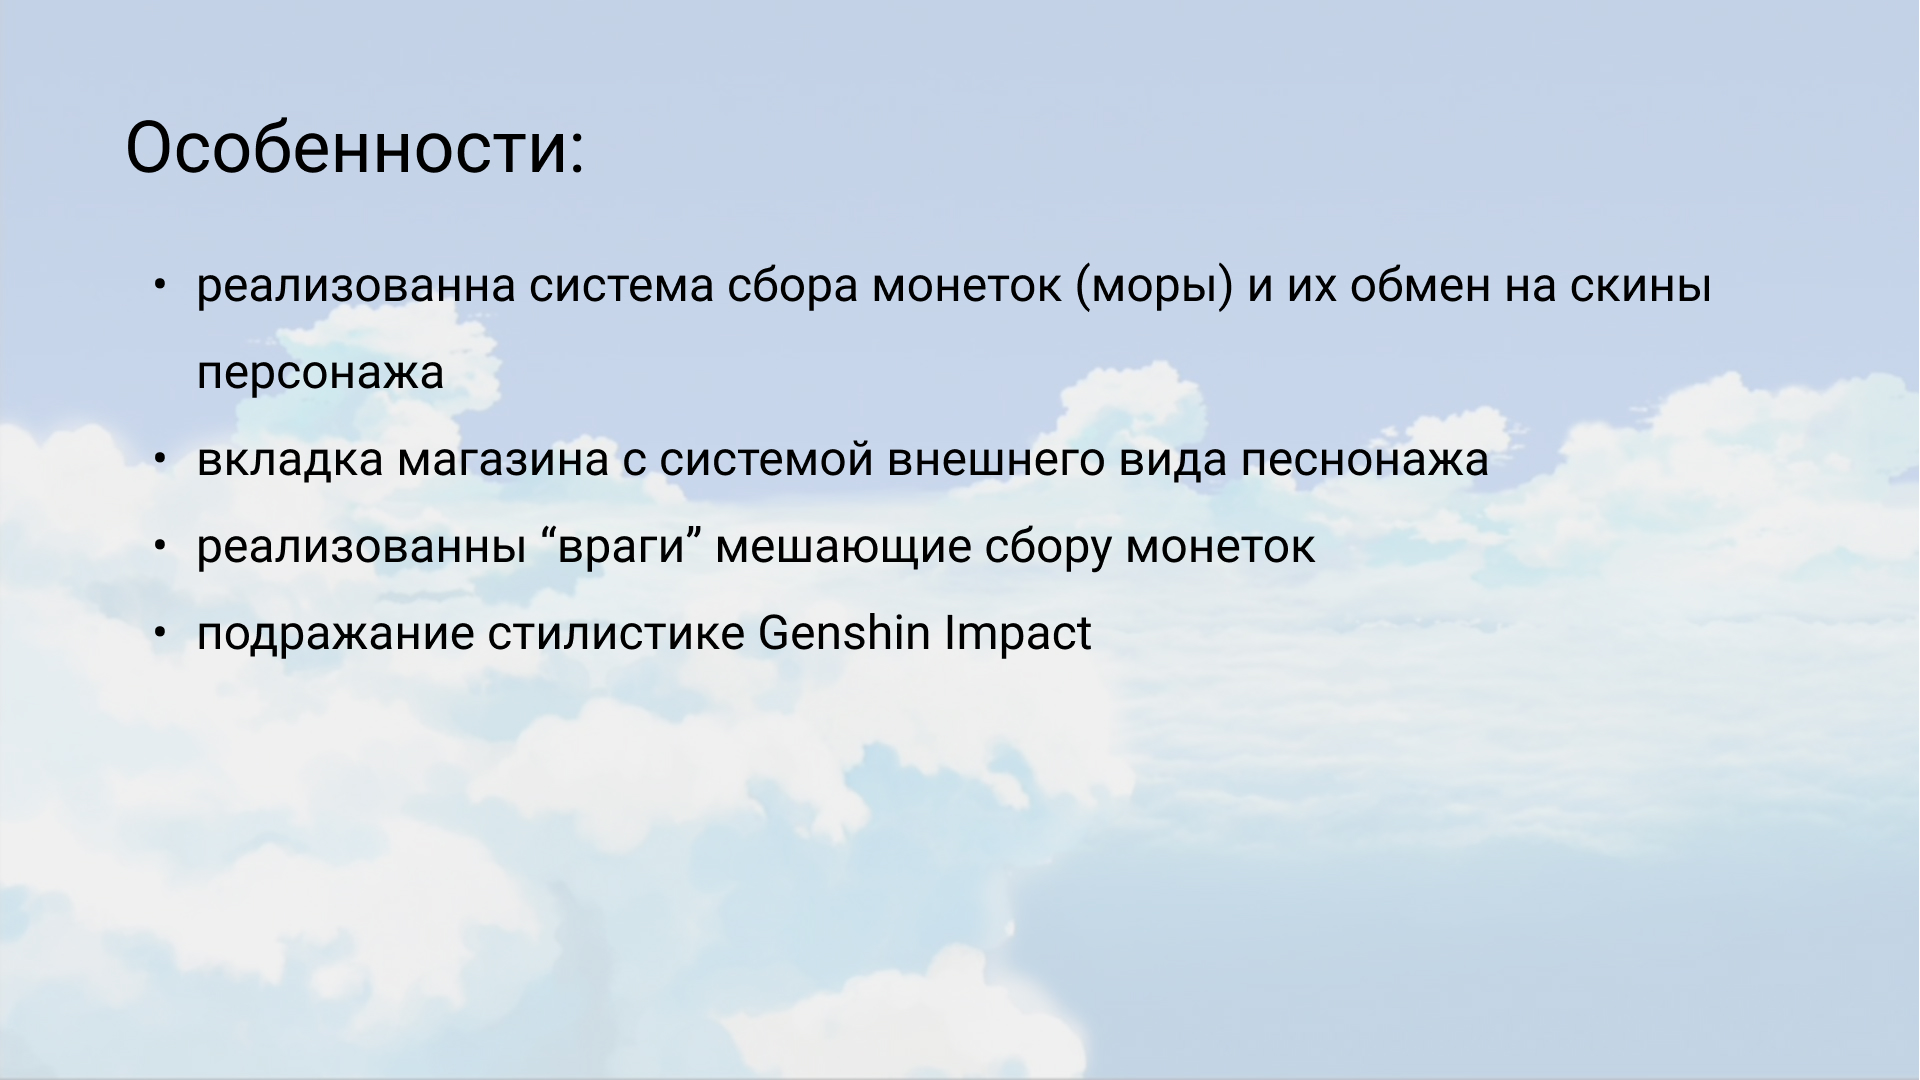 Особенности:
• реализованна система сбора монеток (моры) и их обмен на скины
персонажа
• вкладка магазина с системой внешнего вида песнонажа
• реализованны “враги” мешающие сбору монеток
• подражание стилистике Genshin Impact